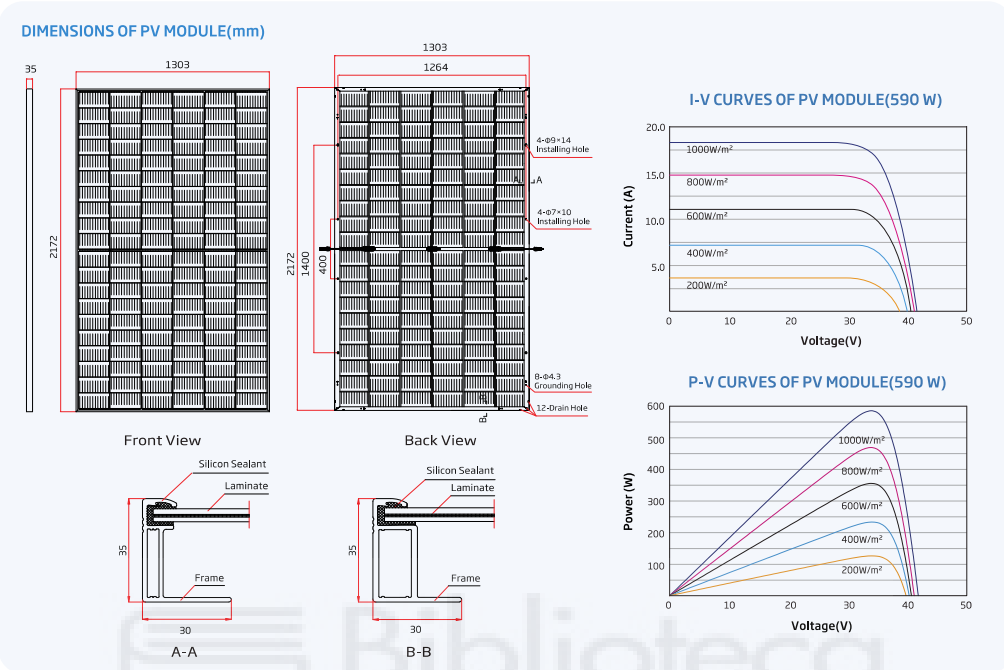 DIMENSIONS OF PV MODULE(mm)
35
1303
2172
Front View
1303
1264
2172
1400
400
4-Φ9×14
Installing Hole
A
A
4-Φ7×10
Installing Hole
8-Φ4.3
Grounding Hole
12-Drain Hole
B
B
Back View
Silicon Sealant
Laminate
35
Frame
30
A-A
Silicon Sealant
Laminate
35
Frame
30
B-B
I-V CURVES OF PV MODULE(590 W)
Current (A)
20.0
15.0
10.0
5.0
1000W/m²
800W/m²
600W/m²
400W/m²
200W/m²
0 10 20 30 40 50
Voltage(V)
P-V CURVES OF PV MODULE(590 W)
Power (W)
600
500
400
300
200
100
1000W/m²
800W/m²
600W/m²
400W/m²
200W/m²
0 10 20 30 40 50
Voltage(V)
Biblioteca